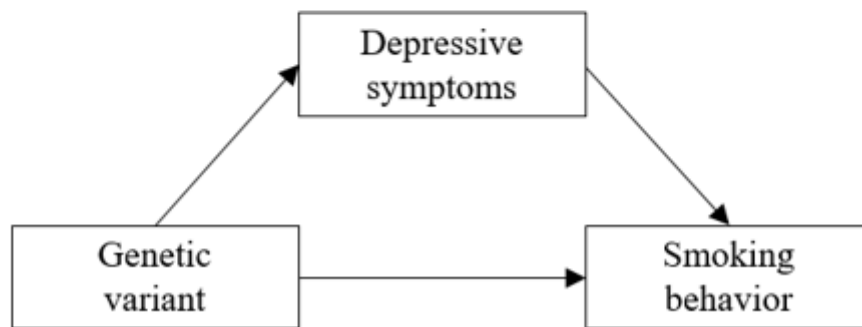 Depressive
symptoms
Genetic
variant
Smoking
behavior